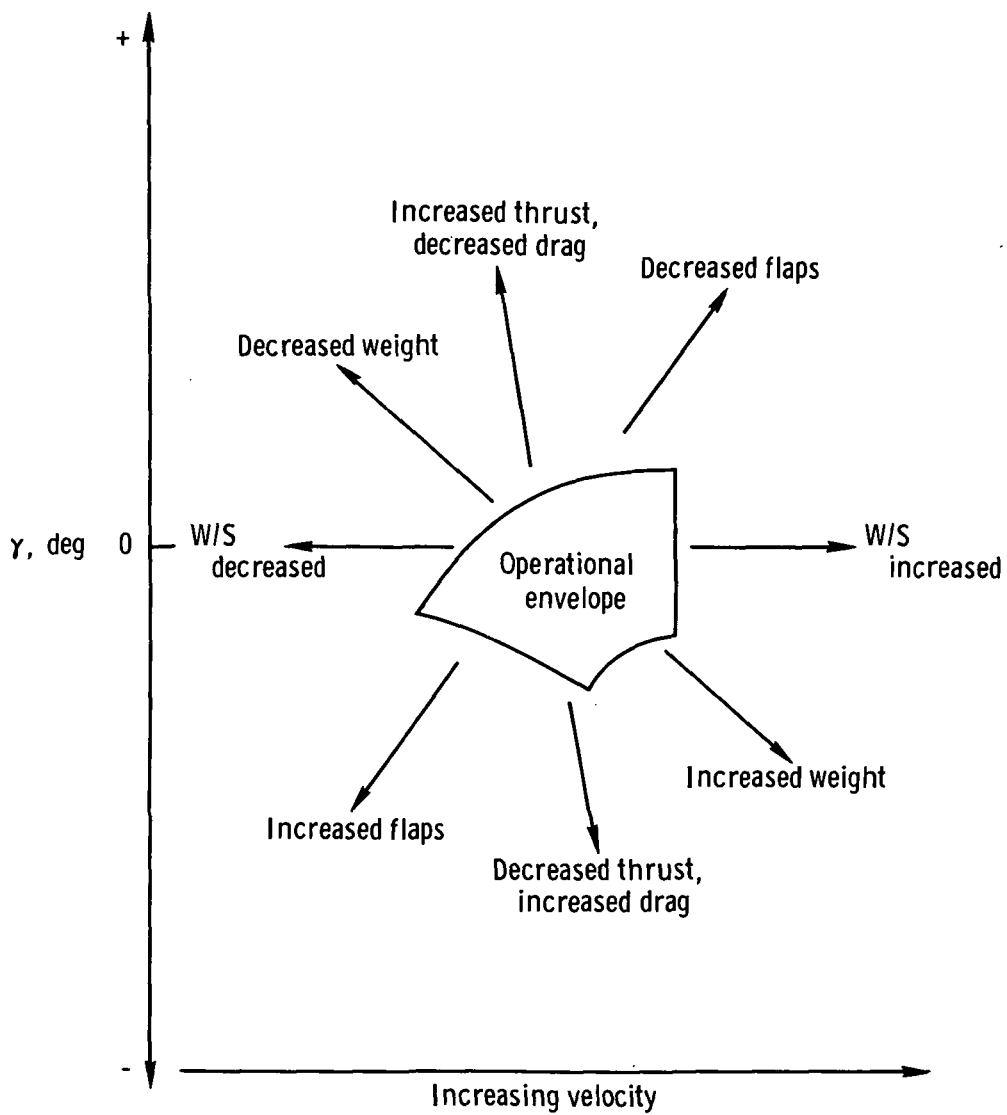 +
Increased thrust,
decreased drag
Decreased flaps
Decreased weight
γ, deg 0
W/S
decreased
Operational
envelope
W/S
increased
Increased weight
Increased flaps
Decreased thrust,
increased drag
-
Increasing velocity